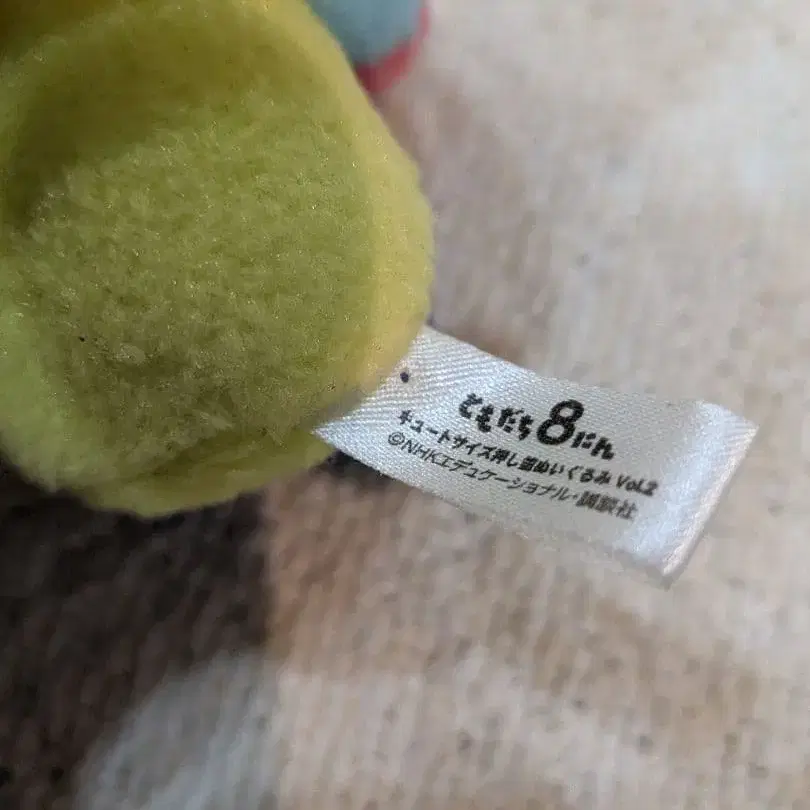 ともだち8にん
チュートサイズ押し笛ぬいぐるみ Vol.2
©NHKエデュケーショナル・講談社